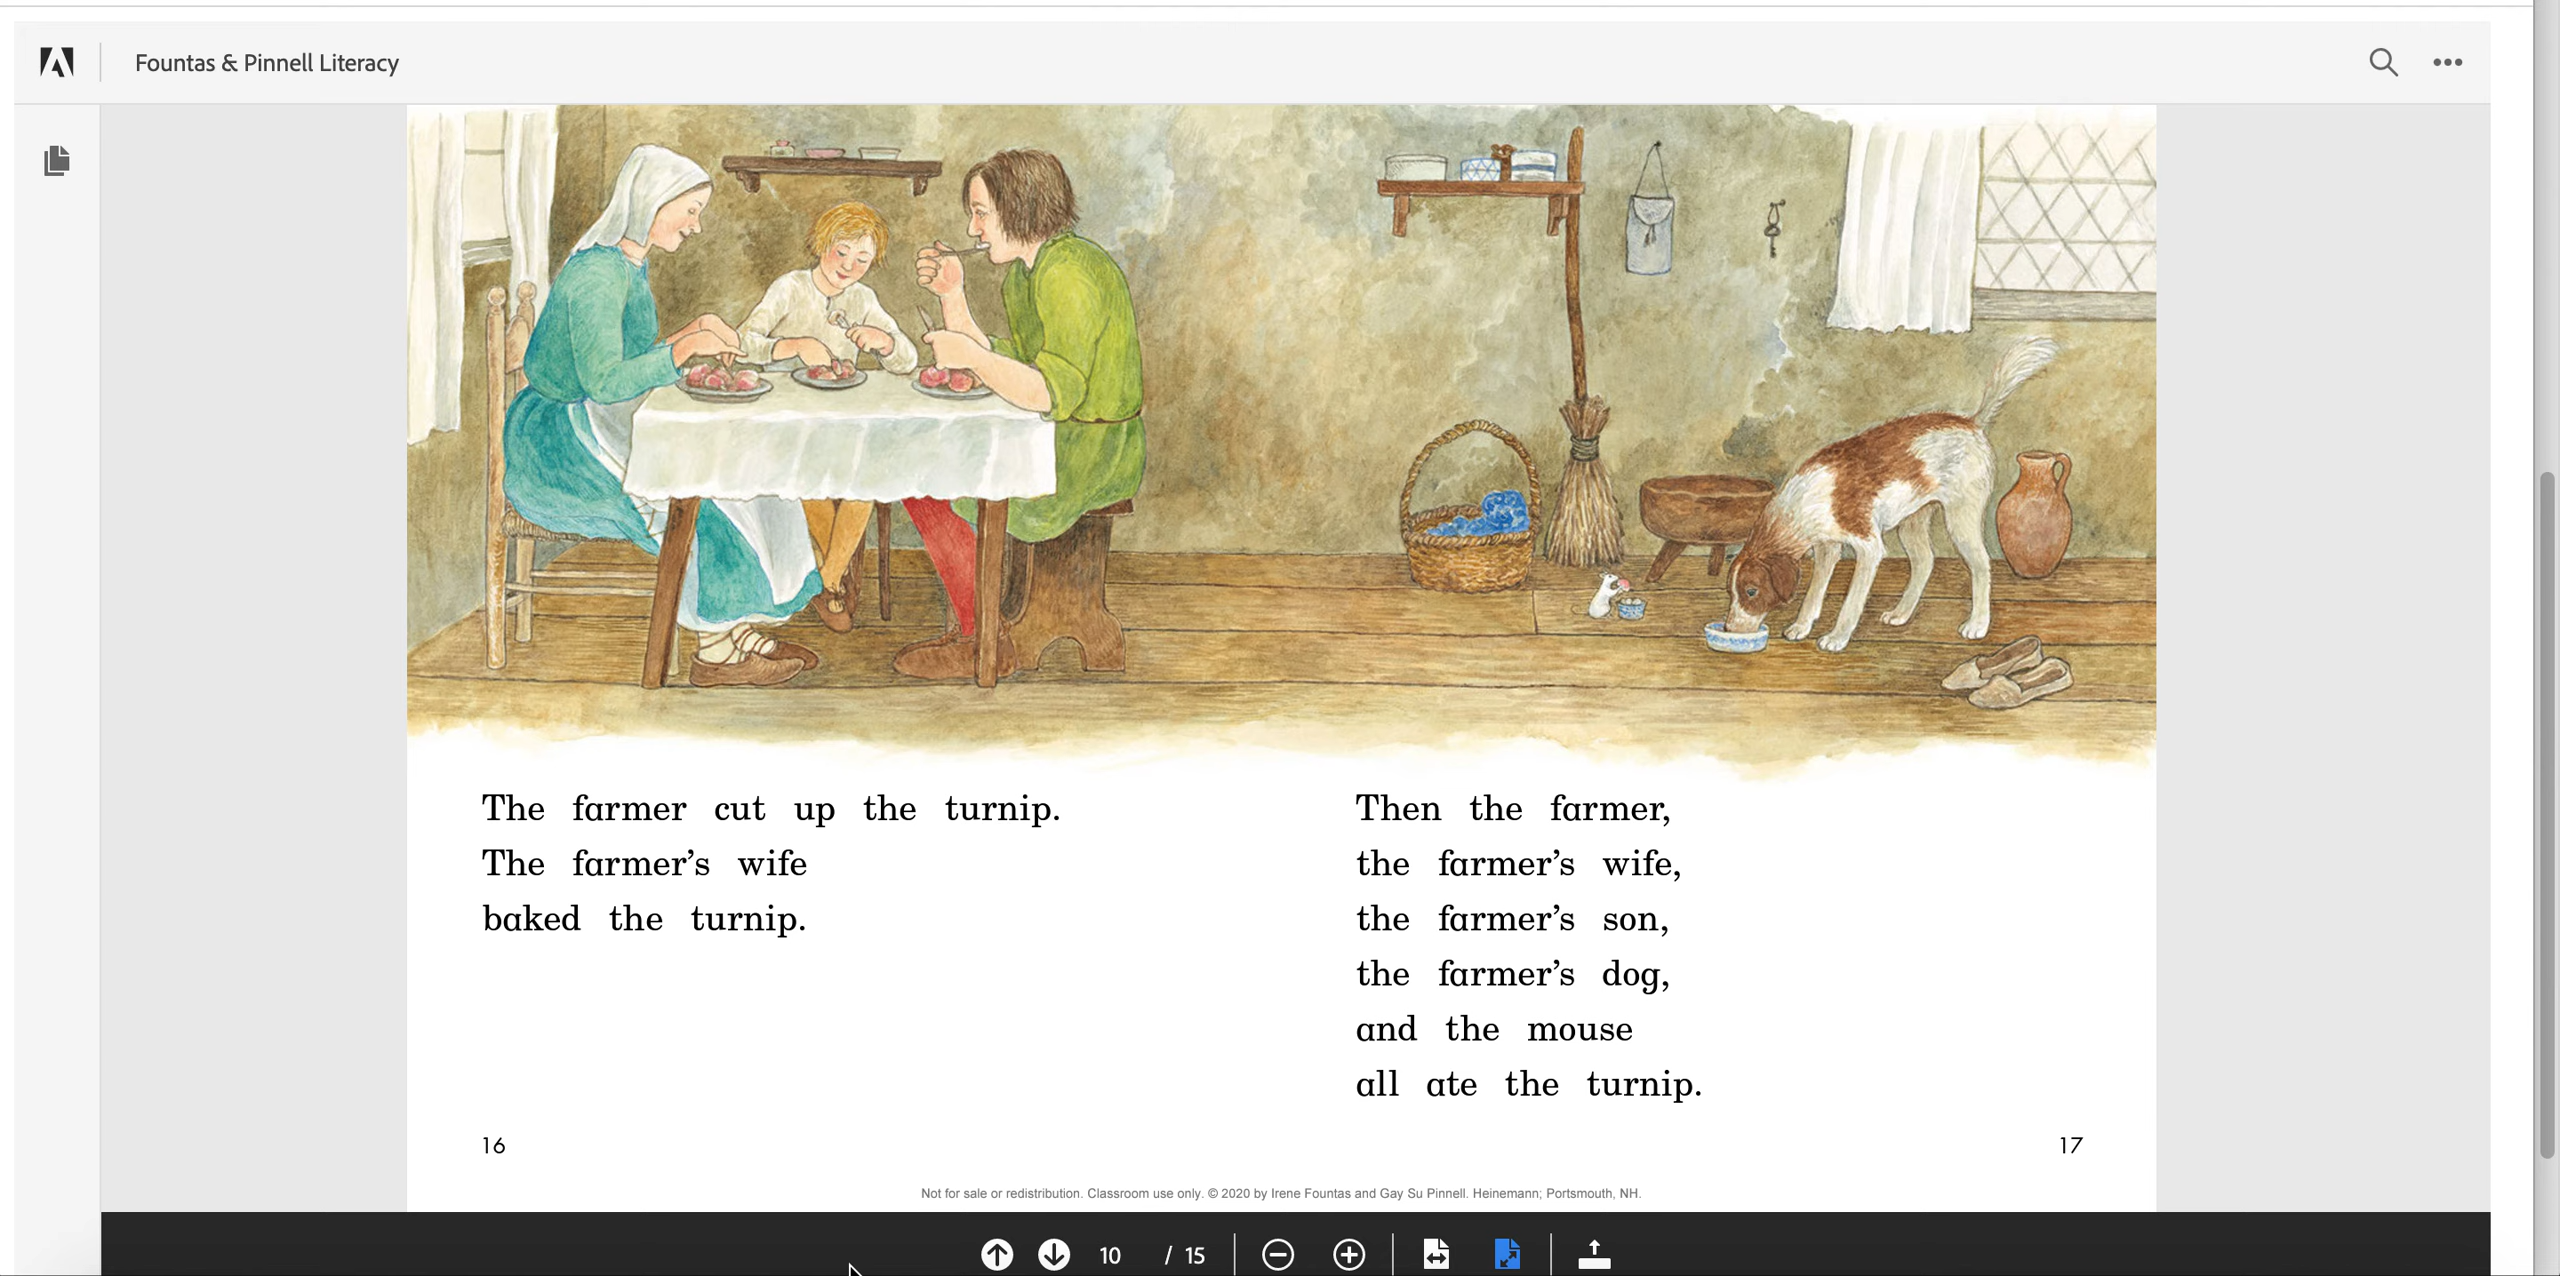 Fountas & Pinnell Literacy
The farmer cut up the turnip.
The farmer’s wife
baked the turnip.
16
Then the farmer,
the farmer’s wife,
the farmer’s son,
the farmer’s dog,
and the mouse
all ate the turnip.
17
Not for sale or redistribution. Classroom use only. © 2020 by Irene Fountas and Gay Su Pinnell. Heinemann; Portsmouth, NH.
10 / 15